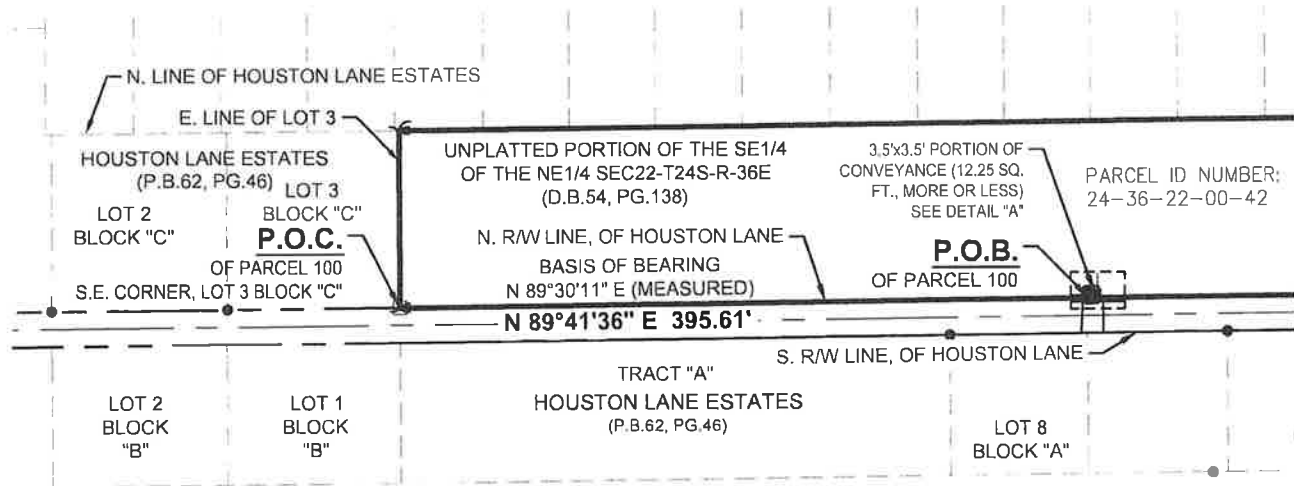 N. LINE OF HOUSTON LANE ESTATES
E. LINE OF LOT 3
HOUSTON LANE ESTATES
(P.B.62, PG.46)
LOT 3
BLOCK "C"
LOT 2
BLOCK "C"
P.O.C.
OF PARCEL 100
S.E. CORNER, LOT 3 BLOCK "C"
UNPLATTED PORTION OF THE SE1/4
OF THE NE1/4 SEC22-T24S-R-36E
(D.B.54, PG.138)
N. R/W LINE, OF HOUSTON LANE
BASIS OF BEARING
N 89°30'11" E (MEASURED)
N 89°41'36" E 395.61'
3.5'x3.5' PORTION OF
CONVEYANCE (12.25 SQ.
FT., MORE OR LESS)
SEE DETAIL "A"
P.O.B.
OF PARCEL 100
PARCEL ID NUMBER:
24-36-22-00-42
S. R/W LINE, OF HOUSTON LANE
TRACT "A"
HOUSTON LANE ESTATES
(P.B.62, PG.46)
LOT 2
BLOCK
"B"
LOT 1
BLOCK
"B"
LOT 8
BLOCK "A"